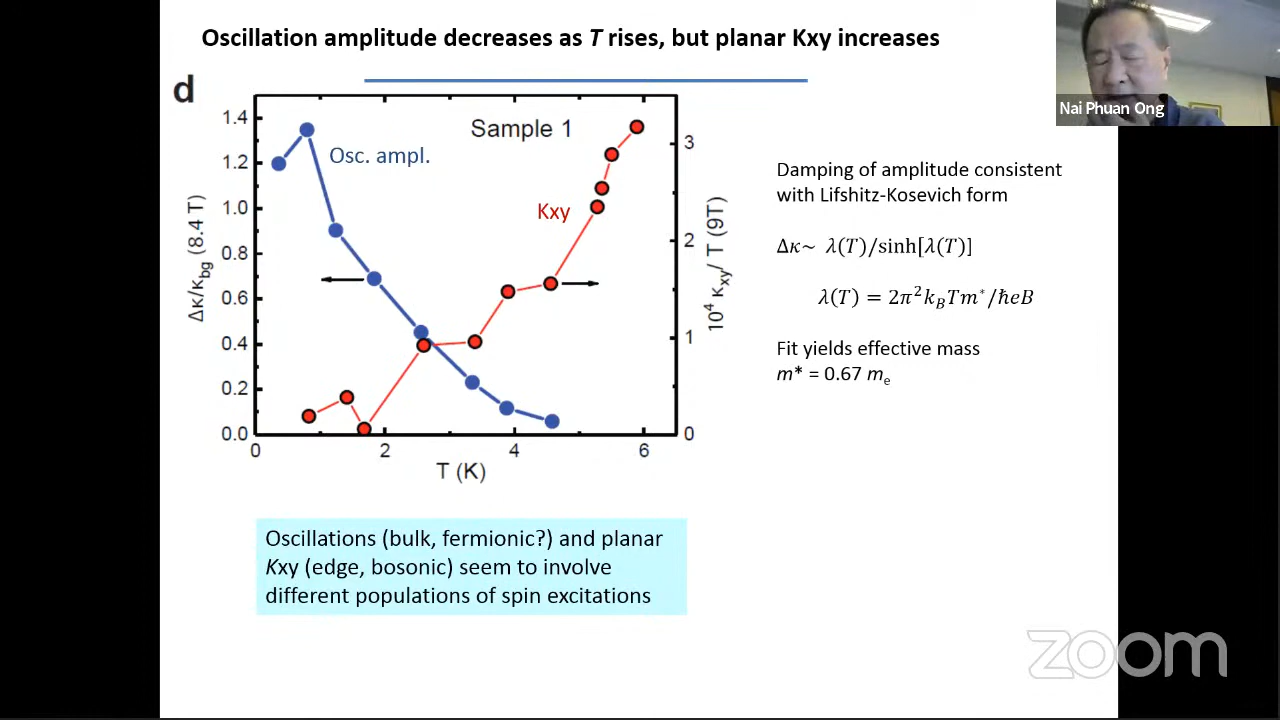 Oscillation amplitude decreases as T rises, but planar Kxy increases
Nai Phuan Ong
d
Sample 1
Osc. ampl.
Kxy
1.4
1.2
1.0
0.8
0.6
0.4
0.2
0.0
Δκ/κbg (8.4 T)
3
2
1
0
10⁴ κxy/ T (9T)
0
2
4
6
T (K)
Damping of amplitude consistent
with Lifshitz-Kosevich form
Δκ~ λ(T)/sinh[λ(T)]
λ(T) = 2π²k_BTm*/ħeB
Fit yields effective mass
m* = 0.67 mₑ
Oscillations (bulk, fermionic?) and planar
Kxy (edge, bosonic) seem to involve
different populations of spin excitations
zoom